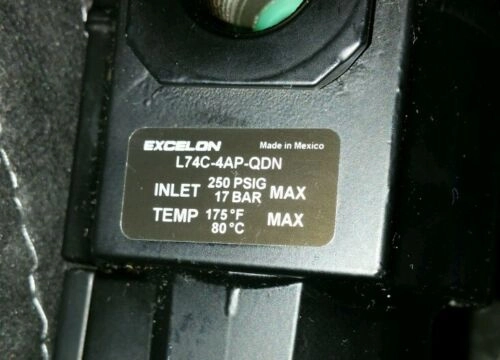 EXCELON Made in Mexico
L74C-4AP-QDN
INLET 250 PSIG MAX
17 BAR
TEMP 175 °F MAX
80 °C